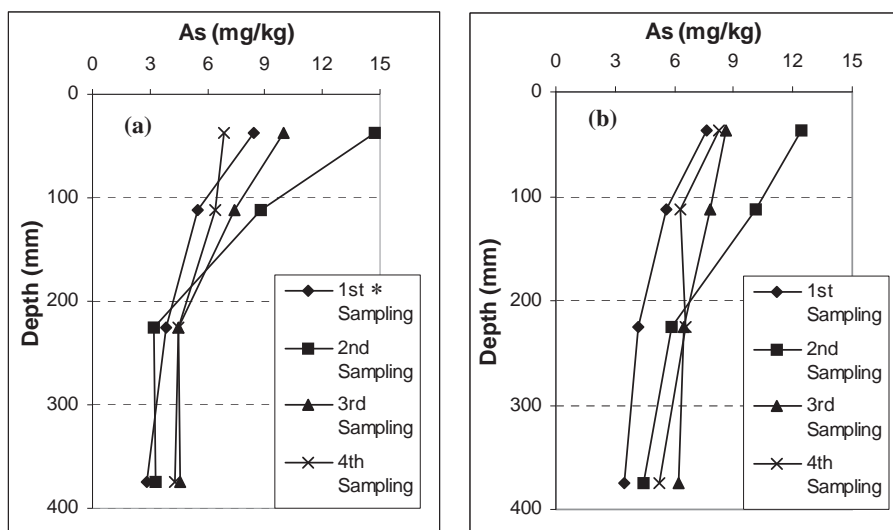 As (mg/kg)
0 3 6 9 12 15
0
100
200
300
400
Depth (mm)
(a)
1st *
Sampling
2nd
Sampling
3rd
Sampling
4th
Sampling
As (mg/kg)
0 3 6 9 12 15
0
100
200
300
400
Depth (mm)
(b)
1st
Sampling
2nd
Sampling
3rd
Sampling
4th
Sampling